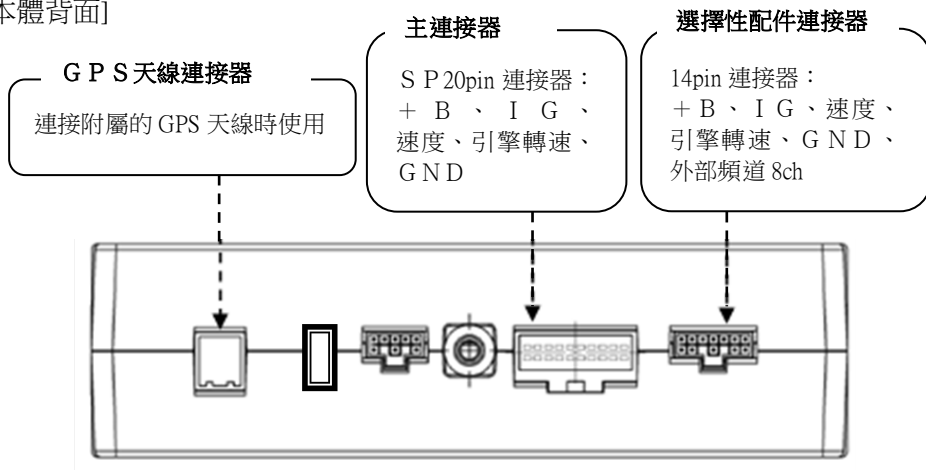 本體背面]
GPS天線連接器
連接附屬的 GPS 天線時使用
主連接器
SP20pin 連接器：
+B、IG、
速度、引擎轉速、
GND
選擇性配件連接器
14pin 連接器：
+B、IG、速度、
引擎轉速、GND、
外部頻道 8ch